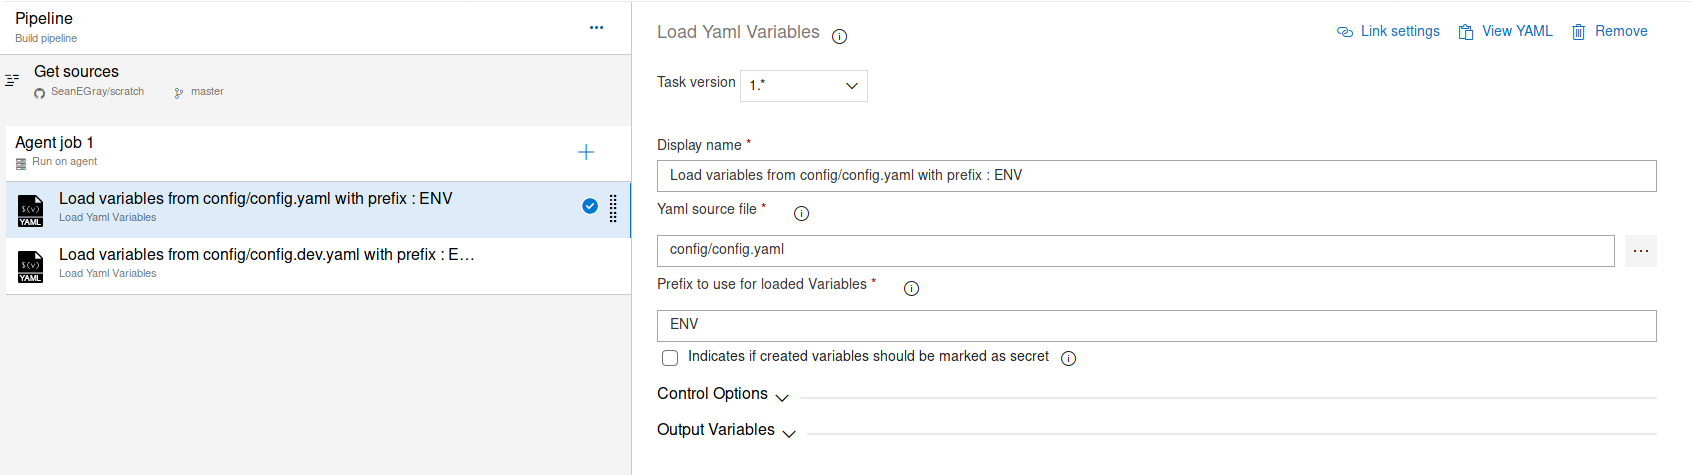 Pipeline
Build pipeline
...
Get sources
SeanEGray/scratch master
Agent job 1
Run on agent
$(v)
YAML
Load variables from config/config.yaml with prefix : ENV
Load Yaml Variables
$(v)
YAML
Load variables from config/config.dev.yaml with prefix : E...
Load Yaml Variables
Load Yaml Variables
Link settings View YAML Remove
Task version 1.*
Display name *
Load variables from config/config.yaml with prefix : ENV
Yaml source file *
config/config.yaml
...
Prefix to use for loaded Variables *
ENV
Indicates if created variables should be marked as secret
Control Options
Output Variables